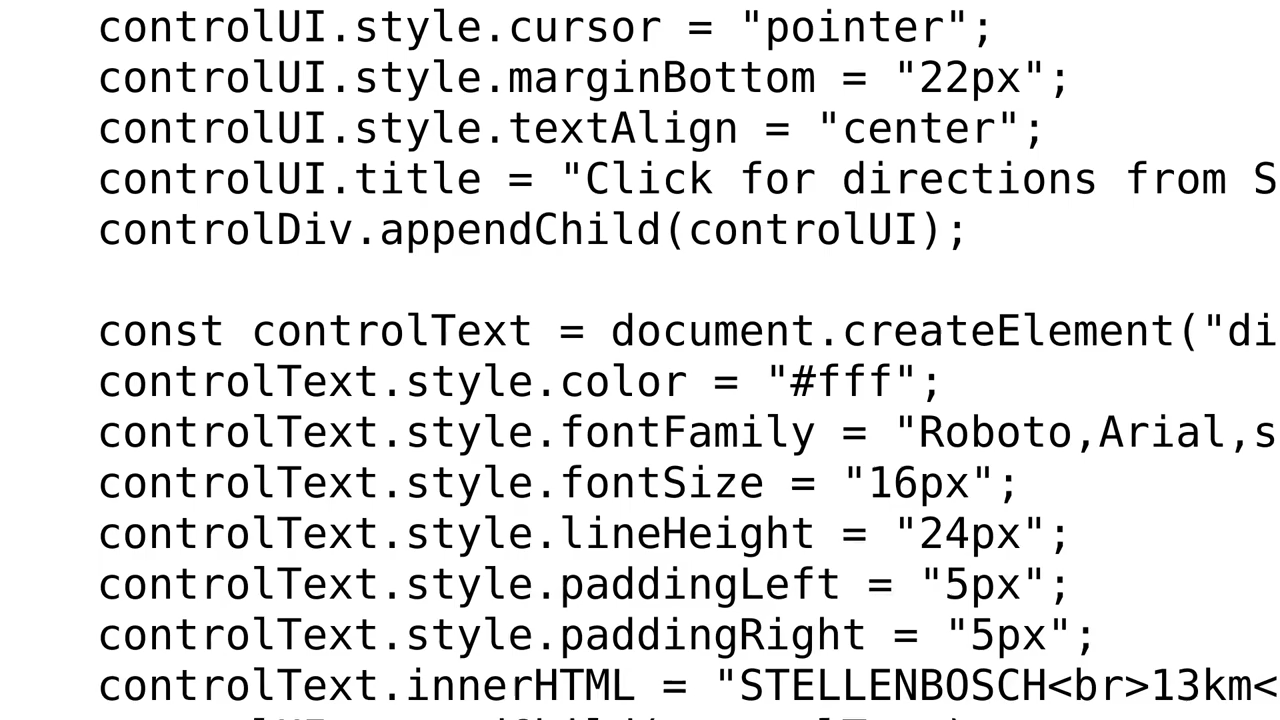 controlUI.style.cursor = "pointer";
controlUI.style.marginBottom = "22px";
controlUI.style.textAlign = "center";
controlUI.title = "Click for directions from S
controlDiv.appendChild(controlUI);
const controlText = document.createElement("di
controlText.style.color = "#fff";
controlText.style.fontFamily = "Roboto,Arial,s
controlText.style.fontSize = "16px";
controlText.style.lineHeight = "24px";
controlText.style.paddingLeft = "5px";
controlText.style.paddingRight = "5px";
controlText.innerHTML = "STELLENBOSCH<br>13km<